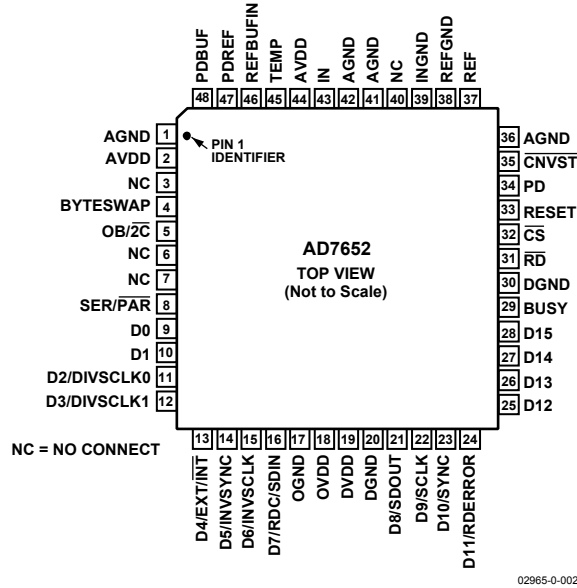 PDBUF
PDREF
REFBUFIN
TEMP
AVDD
IN
AGND
AGND
NC
INGND
REFGND
REF
48 47 46 45 44 43 42 41 40 39 38 37
AGND 1
AVDD 2
NC 3
BYTESWAP 4
OB/2C̅ 5
NC 6
NC 7
SER/P̅A̅R̅ 8
D0 9
D1 10
D2/DIVSCLK0 11
D3/DIVSCLK1 12
PIN 1
IDENTIFIER
AD7652
TOP VIEW
(Not to Scale)
36 AGND
35 C̅N̅V̅S̅T̅
34 PD
33 RESET
32 C̅S̅
31 R̅D̅
30 DGND
29 BUSY
28 D15
27 D14
26 D13
25 D12
13 14 15 16 17 18 19 20 21 22 23 24
NC = NO CONNECT
D4/EXT/I̅N̅T̅
D5/INVSYNC
D6/INVSCLK
D7/RDC/SDIN
OGND
OVDD
DVDD
DGND
D8/SDOUT
D9/SCLK
D10/SYNC
D11/RDERROR
02965-0-002